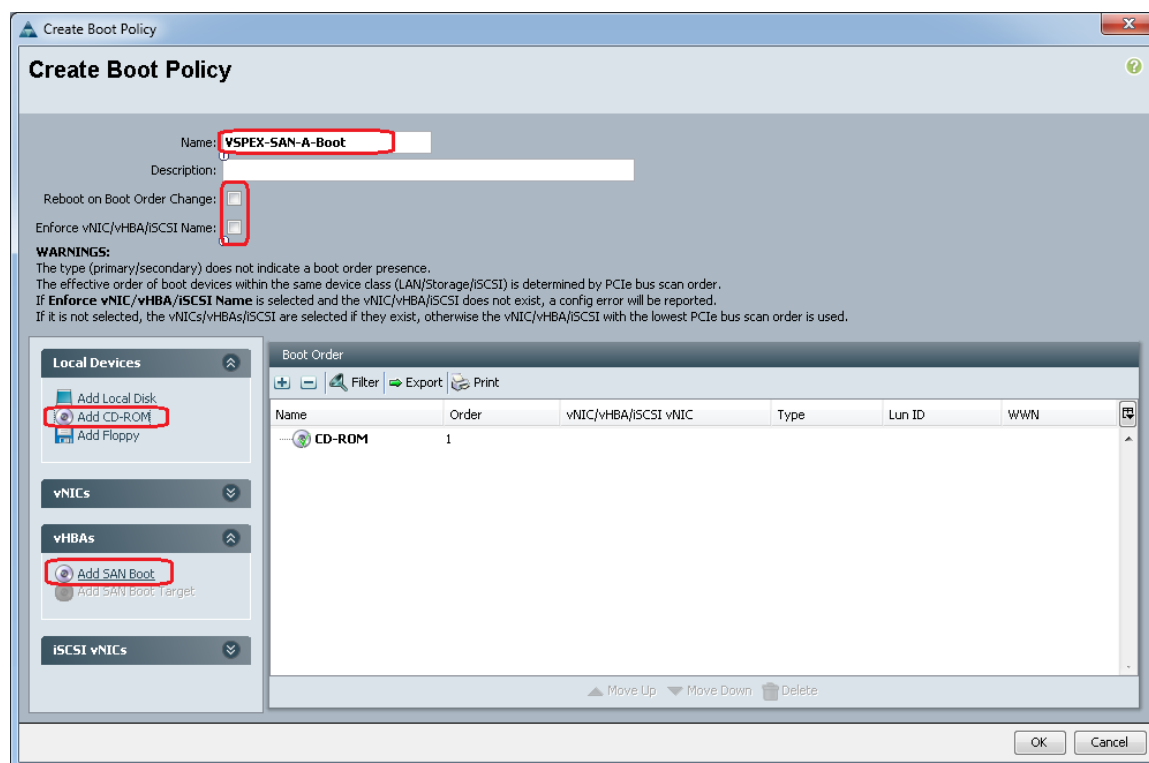 Create Boot Policy
Create Boot Policy
Name: VSPEX-SAN-A-Boot
Description:
Reboot on Boot Order Change:
Enforce vNIC/vHBA/iSCSI Name:
WARNINGS:
The type (primary/secondary) does not indicate a boot order presence.
The effective order of boot devices within the same device class (LAN/Storage/iSCSI) is determined by PCIe bus scan order.
If Enforce vNIC/vHBA/iSCSI Name is selected and the vNIC/vHBA/iSCSI does not exist, a config error will be reported.
If it is not selected, the vNICs/vHBAs/iSCSI are selected if they exist, otherwise the vNIC/vHBA/iSCSI with the lowest PCIe bus scan order is used.
Local Devices
Add Local Disk
Add CD-ROM
Add Floppy
vNICs
vHBAs
Add SAN Boot
Add SAN Boot Target
iSCSI vNICs
Boot Order
Filter Export Print
Name Order vNIC/vHBA/iSCSI vNIC Type Lun ID WWN
CD-ROM 1
Move Up Move Down Delete
OK Cancel